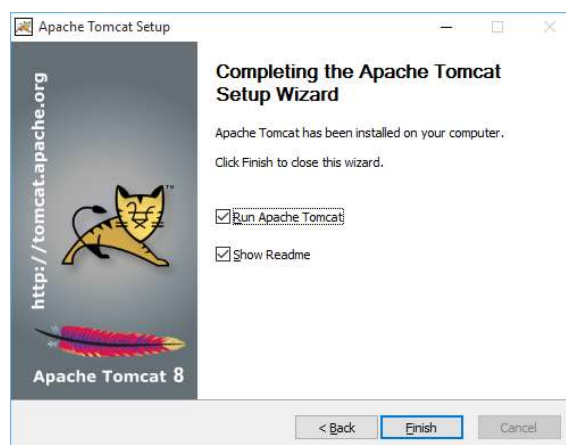 Apache Tomcat Setup
http://tomcat.apache.org
TM
Apache Tomcat 8
Completing the Apache Tomcat
Setup Wizard
Apache Tomcat has been installed on your computer.
Click Finish to close this wizard.
Run Apache Tomcat
Show Readme
< Back
Finish
Cancel